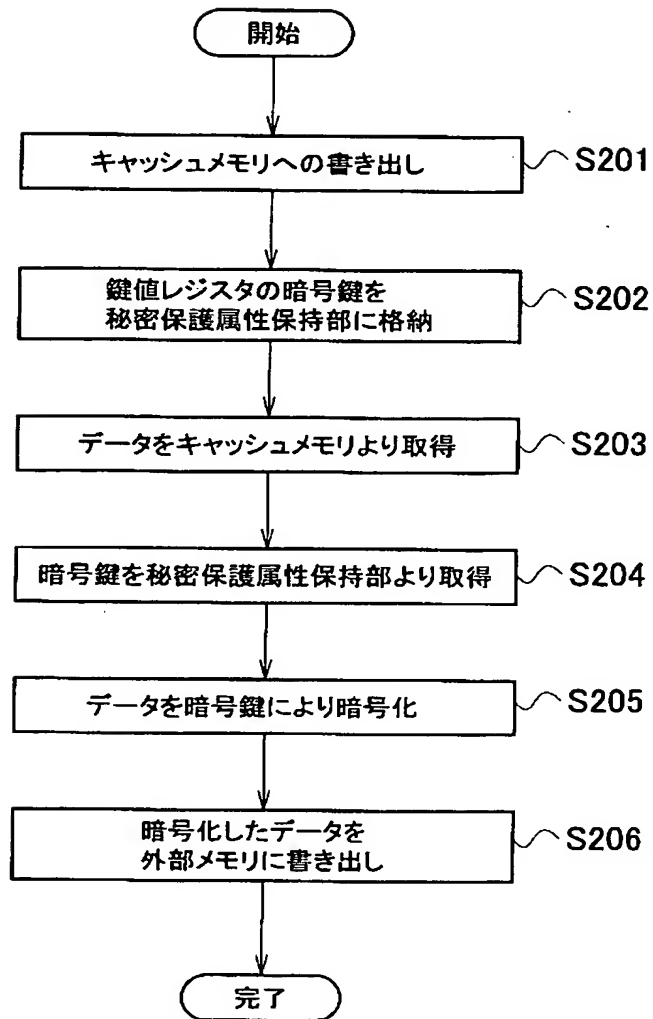 開始
キャッシュメモリへの書き出し
S201
鍵値レジスタの暗号鍵を
秘密保護属性保持部に格納
S202
データをキャッシュメモリより取得
S203
暗号鍵を秘密保護属性保持部より取得
S204
データを暗号鍵により暗号化
S205
暗号化したデータを
外部メモリに書き出し
S206
完了